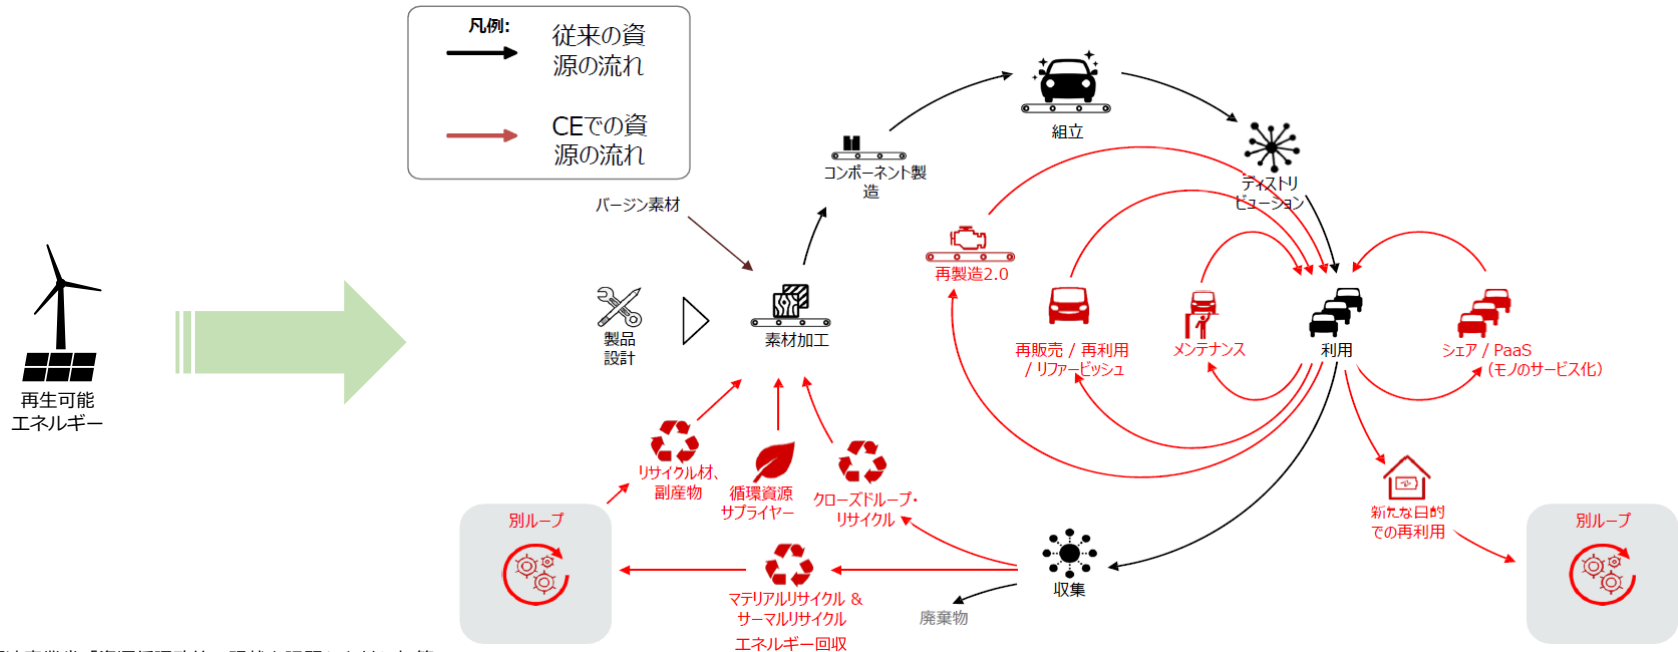 凡例:
従来の資
源の流れ
CEでの資
源の流れ
組立
コンポーネント製
造
ディストリ
ビューション
バージン素材
再製造2.0
製品
設計
素材加工
再販売 / 再利用
/ リファービッシュ
メンテナンス
利用
シェア / PaaS
(モノのサービス化)
再生可能
エネルギー
リサイクル材、
副産物
循環資源
サプライヤー
クローズドループ・
リサイクル
新たな目的
での再利用
別ループ
別ループ
収集
マテリアルリサイクル &
サーマルリサイクル
エネルギー回収
廃棄物